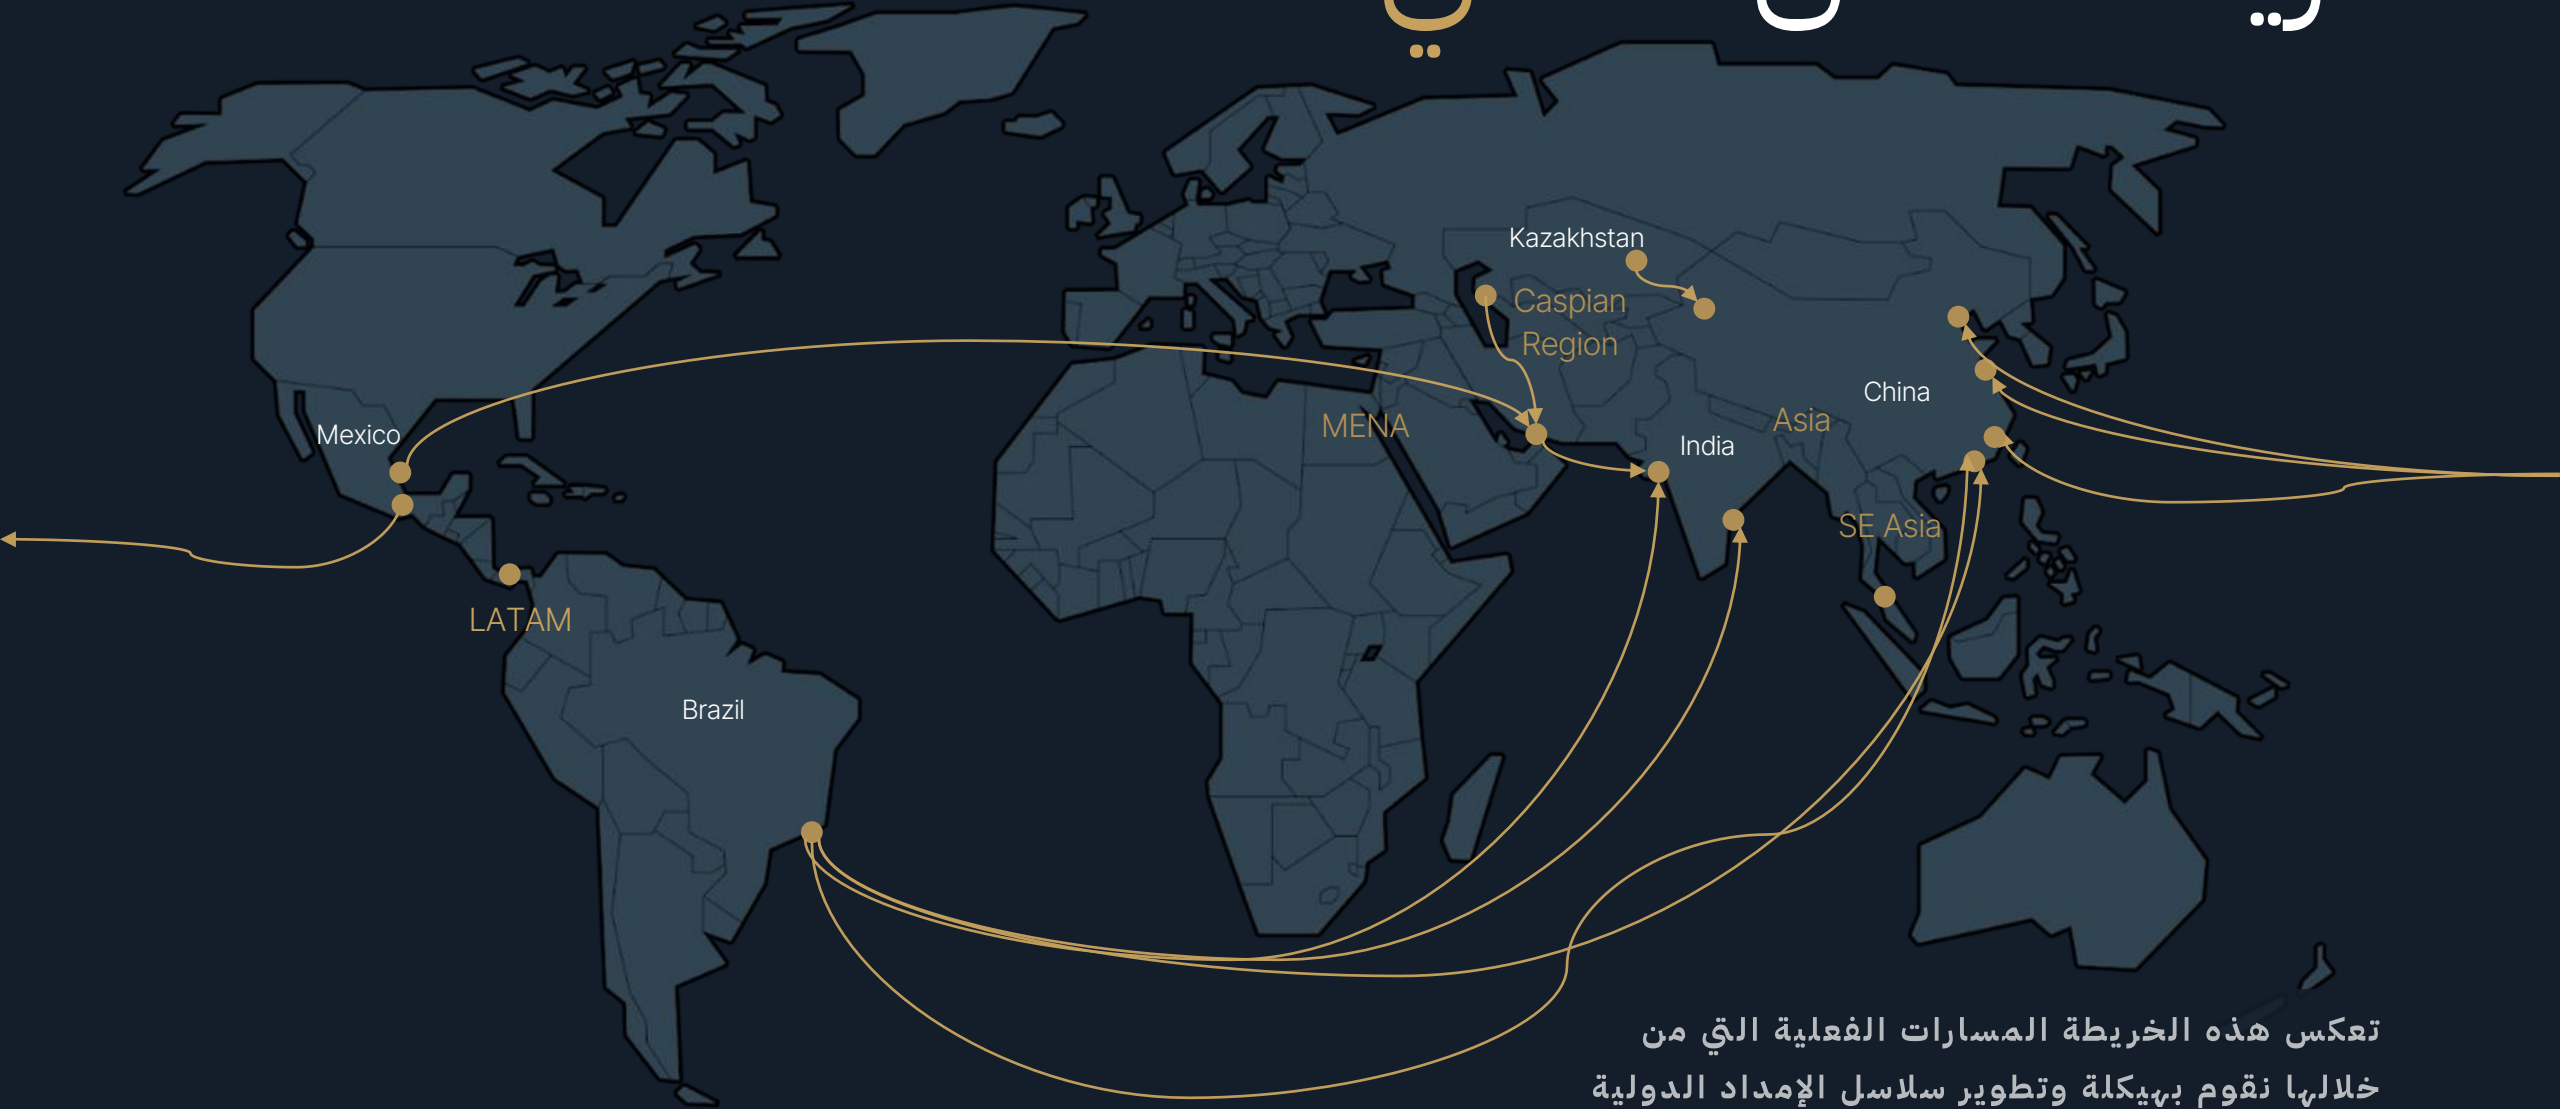 Kazakhstan
Caspian
Region
China
Mexico
MENA
Asia
India
SE Asia
LATAM
Brazil
تعكس هذه الخريطة المسارات الفعلية التي من
خلالها نقوم بهيكلة وتطوير سلاسل الإمداد الدولية